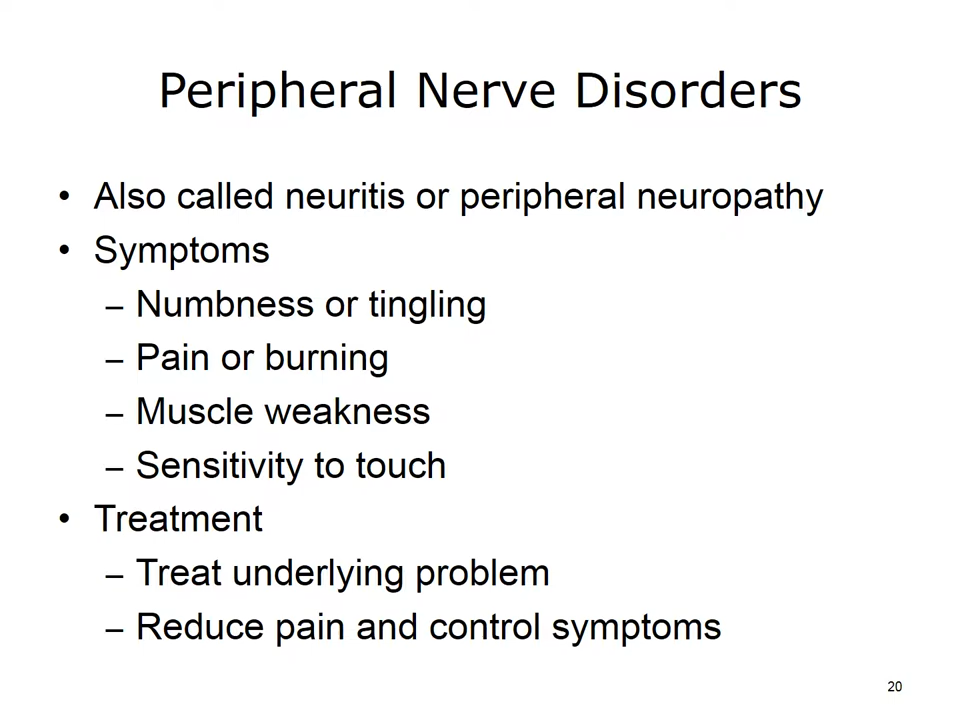 Peripheral Nerve Disorders
• Also called neuritis or peripheral neuropathy
• Symptoms
– Numbness or tingling
– Pain or burning
– Muscle weakness
– Sensitivity to touch
• Treatment
– Treat underlying problem
– Reduce pain and control symptoms
20